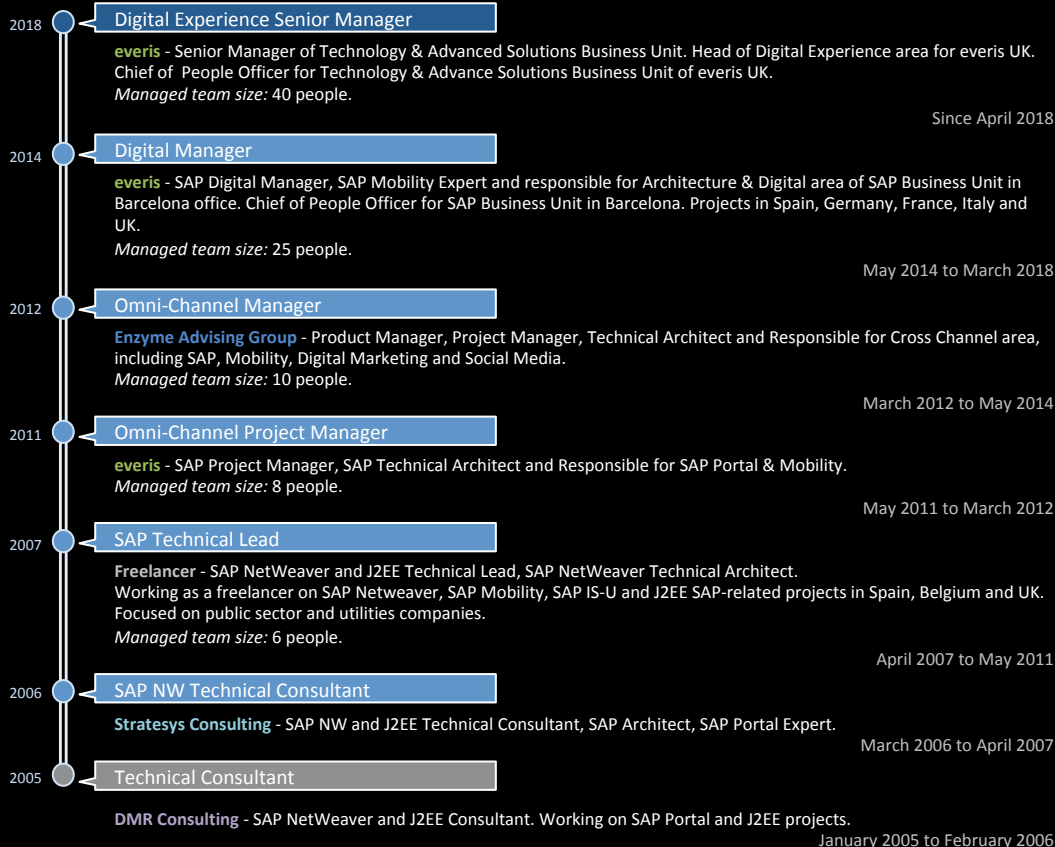 2018
Digital Experience Senior Manager
everis - Senior Manager of Technology & Advanced Solutions Business Unit. Head of Digital Experience area for everis UK.
Chief of  People Officer for Technology & Advance Solutions Business Unit of everis UK.
Managed team size: 40 people.
Since April 2018
2014
Digital Manager
everis - SAP Digital Manager, SAP Mobility Expert and responsible for Architecture & Digital area of SAP Business Unit in
Barcelona office. Chief of People Officer for SAP Business Unit in Barcelona. Projects in Spain, Germany, France, Italy and
UK.
Managed team size: 25 people.
May 2014 to March 2018
2012
Omni-Channel Manager
Enzyme Advising Group - Product Manager, Project Manager, Technical Architect and Responsible for Cross Channel area,
including SAP, Mobility, Digital Marketing and Social Media.
Managed team size: 10 people.
March 2012 to May 2014
2011
Omni-Channel Project Manager
everis - SAP Project Manager, SAP Technical Architect and Responsible for SAP Portal & Mobility.
Managed team size: 8 people.
May 2011 to March 2012
2007
SAP Technical Lead
Freelancer - SAP NetWeaver and J2EE Technical Lead, SAP NetWeaver Technical Architect.
Working as a freelancer on SAP Netweaver, SAP Mobility, SAP IS-U and J2EE SAP-related projects in Spain, Belgium and UK.
Focused on public sector and utilities companies.
Managed team size: 6 people.
April 2007 to May 2011
2006
SAP NW Technical Consultant
Stratesys Consulting - SAP NW and J2EE Technical Consultant, SAP Architect, SAP Portal Expert.
March 2006 to April 2007
2005
Technical Consultant
DMR Consulting - SAP NetWeaver and J2EE Consultant. Working on SAP Portal and J2EE projects.
January 2005 to February 2006